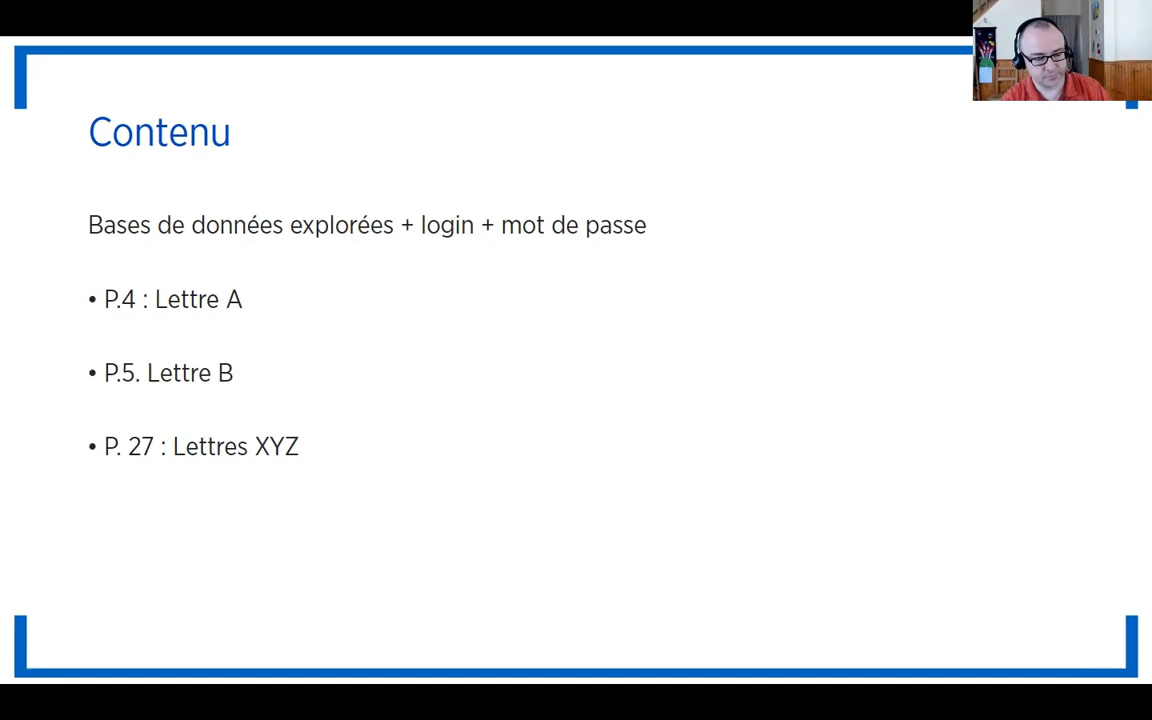 Contenu
Bases de données explorées + login + mot de passe
• P.4 : Lettre A
• P.5. Lettre B
• P. 27 : Lettres XYZ